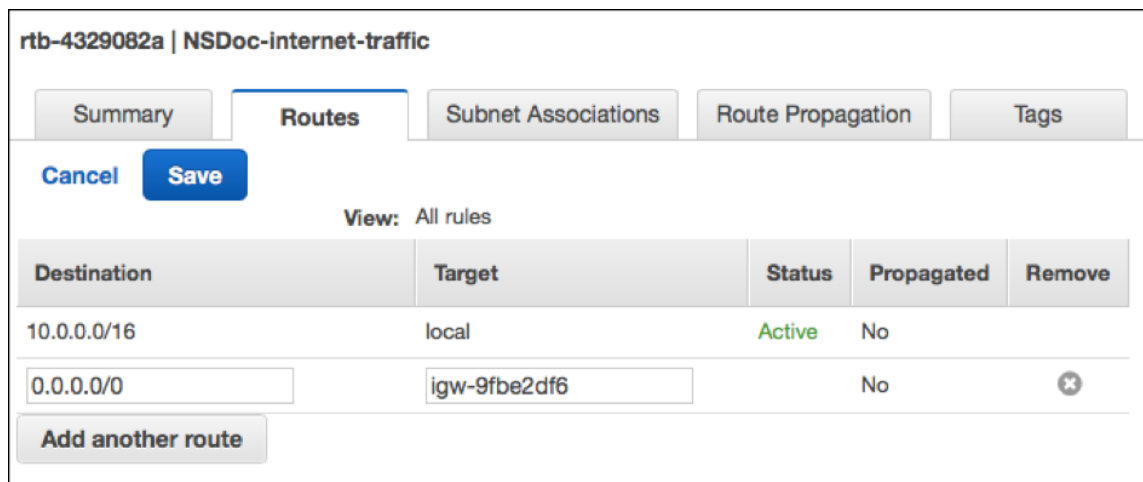 rtb-4329082a | NSDoc-internet-traffic
Summary Routes Subnet Associations Route Propagation Tags
Cancel Save
View: All rules
Destination Target Status Propagated Remove
10.0.0.0/16 local Active No
0.0.0.0/0 igw-9fbe2df6 No
Add another route